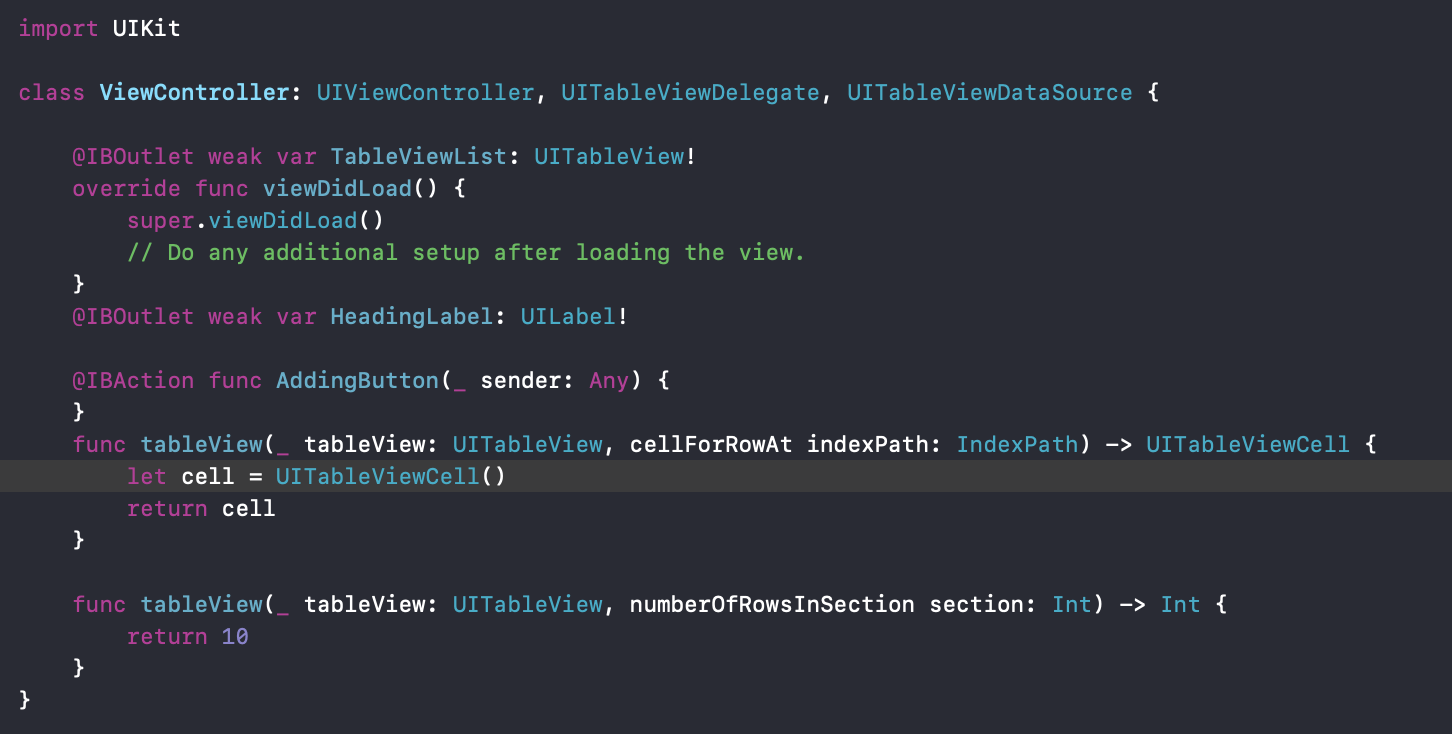 import UIKit
class ViewController: UIViewController, UITableViewDelegate, UITableViewDataSource {
@IBOutlet weak var TableViewList: UITableView!
override func viewDidLoad() {
super.viewDidLoad()
// Do any additional setup after loading the view.
}
@IBOutlet weak var HeadingLabel: UILabel!
@IBAction func AddingButton(_ sender: Any) {
}
func tableView(_ tableView: UITableView, cellForRowAt indexPath: IndexPath) -> UITableViewCell {
let cell = UITableViewCell()
return cell
}
func tableView(_ tableView: UITableView, numberOfRowsInSection section: Int) -> Int {
return 10
}
}